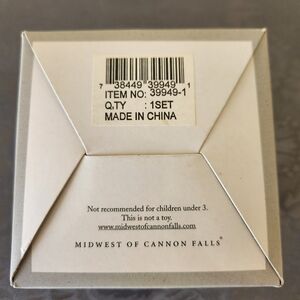 7 38449 39949 1
ITEM NO: 39949-1
Q,TY : 1SET
MADE IN CHINA
Not recommended for children under 3.
This is not a toy.
www.midwestofcannonfalls.com
MIDWEST OF CANNON FALLS®